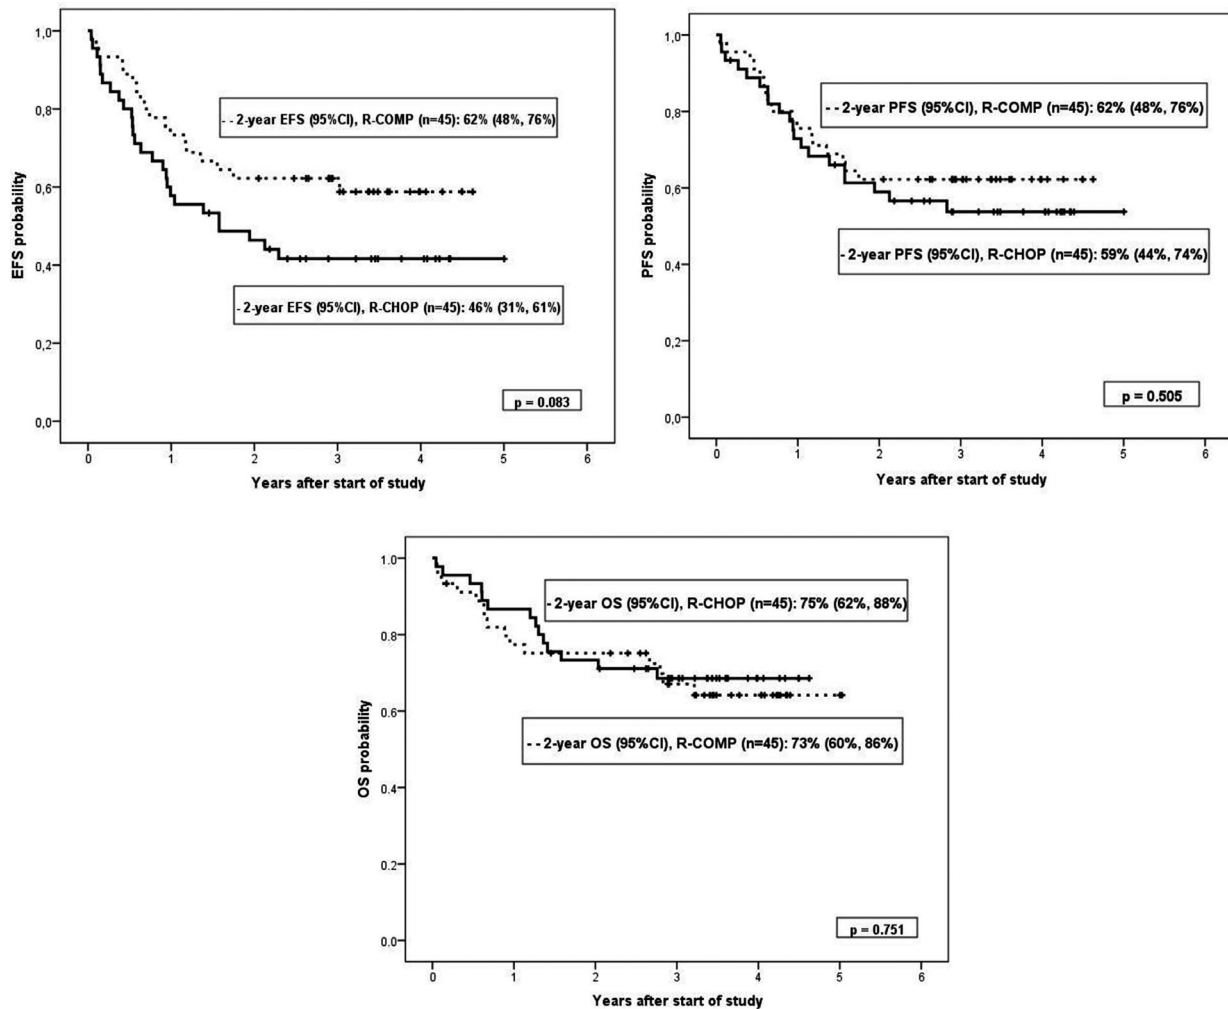 1,0
0,8
0,6
0,4
0,2
0,0
EFS probability
- 2-year EFS (95%CI), R-COMP (n=45): 62% (48%, 76%)
- 2-year EFS (95%CI), R-CHOP (n=45): 46% (31%, 61%)
p = 0.083
0 1 2 3 4 5 6
Years after start of study
1,0
0,8
0,6
0,4
0,2
0,0
PFS probability
- 2-year PFS (95%CI), R-COMP (n=45): 62% (48%, 76%)
- 2-year PFS (95%CI), R-CHOP (n=45): 59% (44%, 74%)
p = 0.505
0 1 2 3 4 5 6
Years after start of study
1.0
0.8
0.6
0.4
0.2
0.0
OS probability
- 2-year OS (95%CI), R-CHOP (n=45): 75% (62%, 88%)
- 2-year OS (95%CI), R-COMP (n=45): 73% (60%, 86%)
p = 0.751
0 1 2 3 4 5 6
Years after start of study